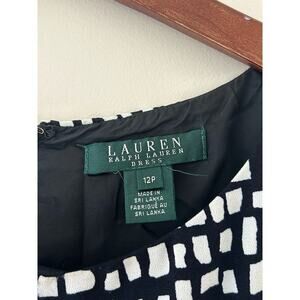 LAUREN
RALPH LAUREN
DRESS
12P
MADE IN
SRI LANKA
FABRIQUÉ AU
SRI LANKA